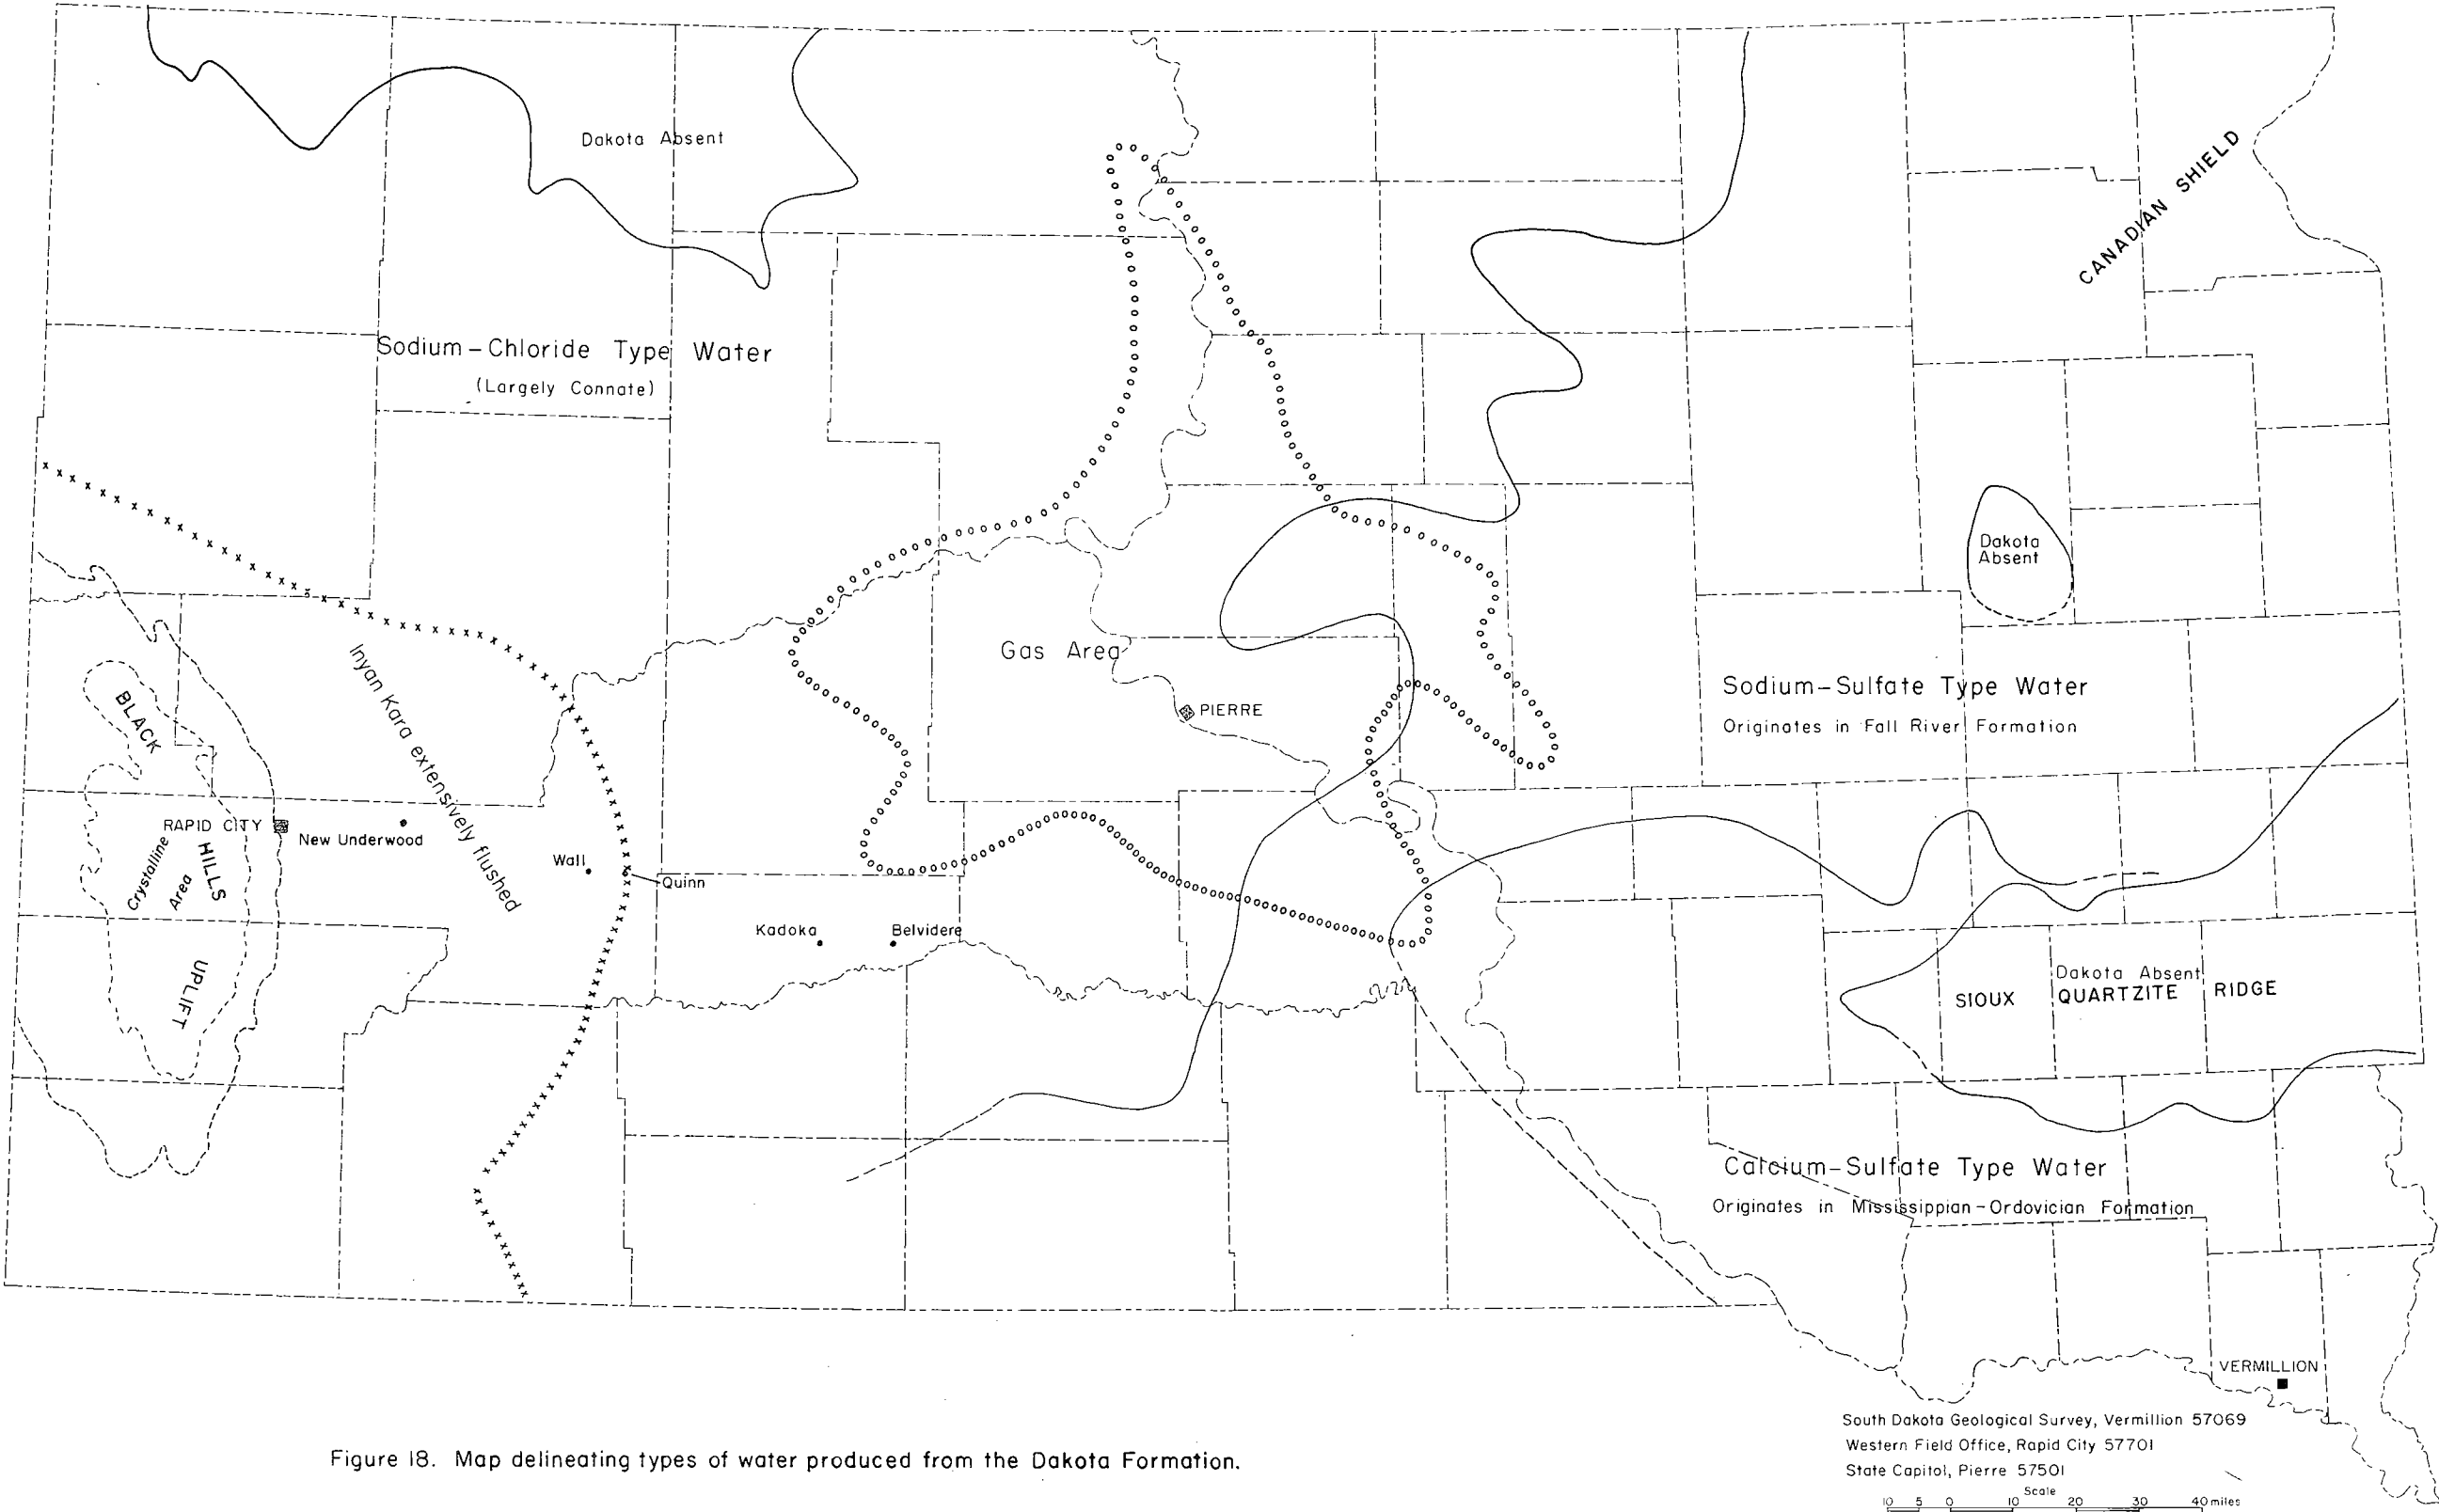 Dakota Absent
CANADIAN SHIELD
Sodium-Chloride Type Water
(Largely Connate)
Dakota
Absent
Inyan Kara extensively flushed
Gas Area
PIERRE
Sodium-Sulfate Type Water
Originates in Fall River Formation
BLACK
HILLS
UPLIFT
Crystalline
Area
RAPID CITY
New Underwood
Wall
Quinn
Kadoka
Belvidere
Dakota Absent
SIOUX QUARTZITE RIDGE
Calcium-Sulfate Type Water
Originates in Mississippian-Ordovician Formation
VERMILLION
South Dakota Geological Survey, Vermillion 57069
Western Field Office, Rapid City 57701
State Capitol, Pierre 57501
Scale
10 5 0 10 20 30 40 miles
Figure 18. Map delineating types of water produced from the Dakota Formation.